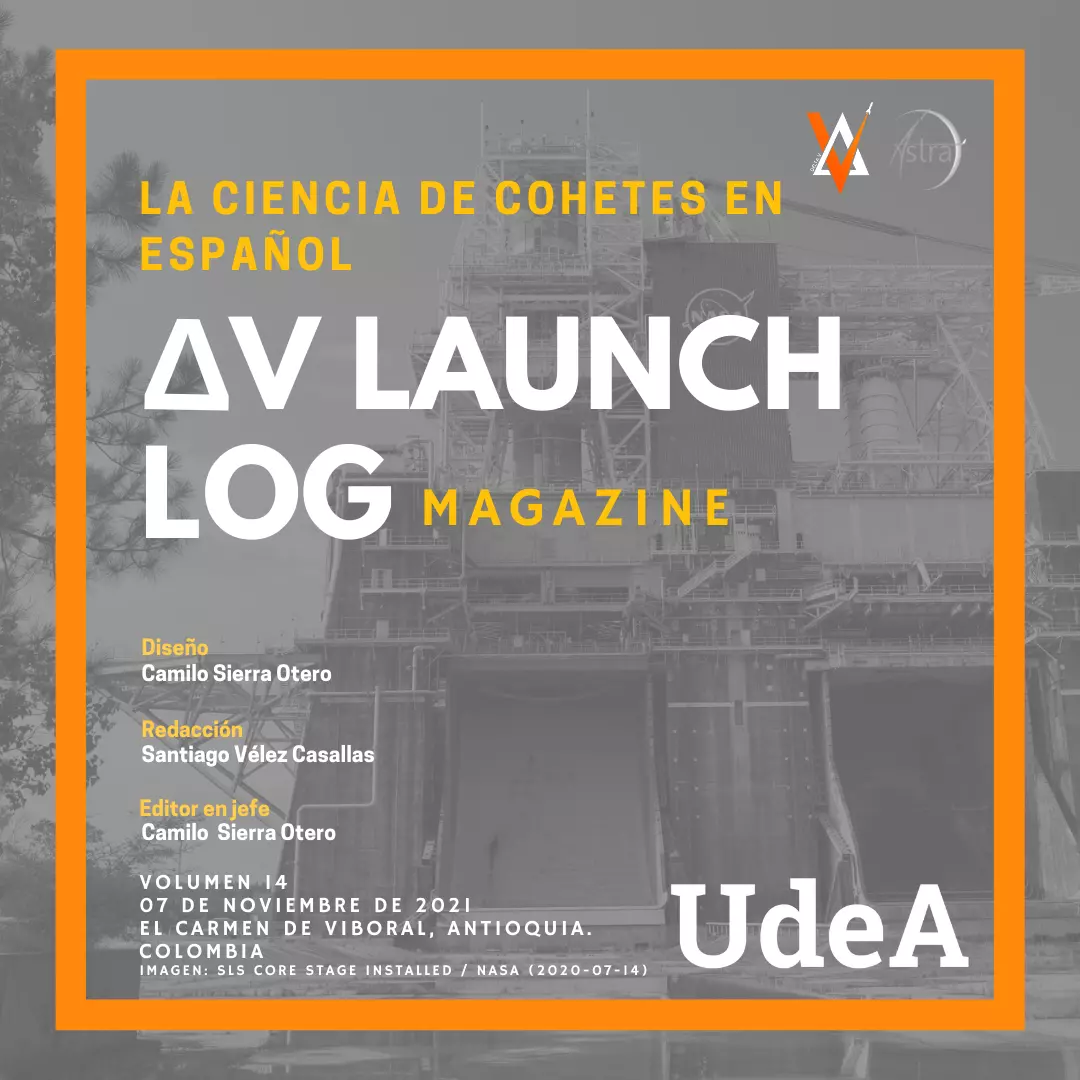 LA CIENCIA DE COHETES EN
ESPAÑOL
ΔV LAUNCH
LOG MAGAZINE
Diseño
Camilo Sierra Otero
Redacción
Santiago Vélez Casallas
Editor en jefe
Camilo Sierra Otero
VOLUMEN 14
07 DE NOVIEMBRE DE 2021
EL CARMEN DE VIBORAL, ANTIOQUIA.
COLOMBIA
IMAGEN: SLS CORE STAGE INSTALLED / NASA (2020-07-14)
UdeA
Astra
NASA